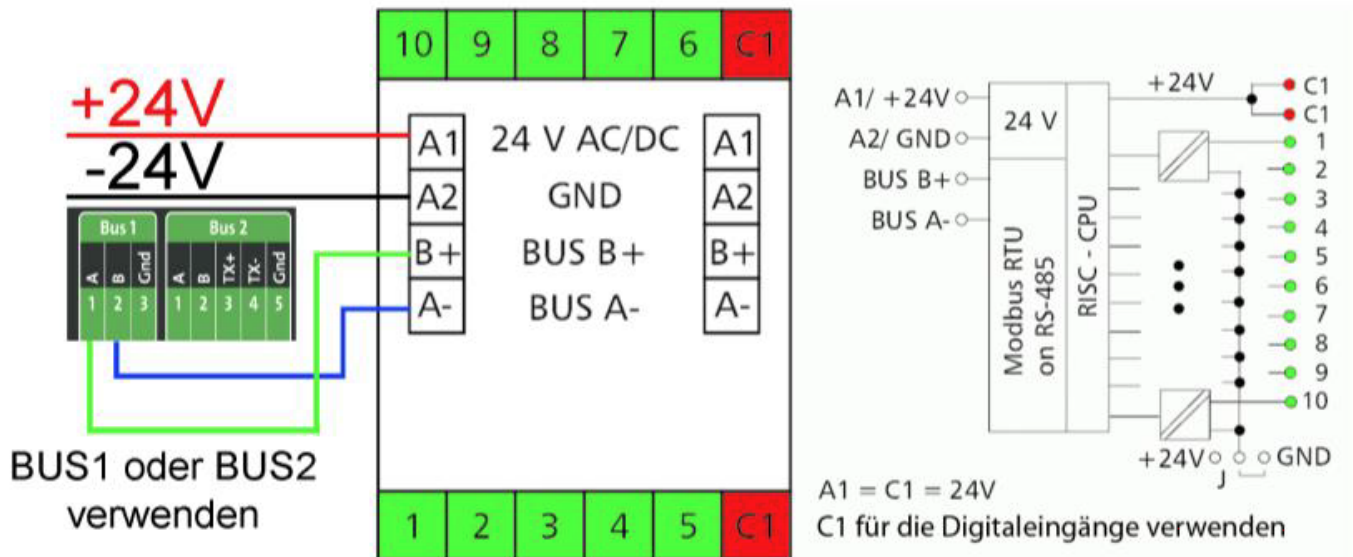 10 9 8 7 6 C1
+24V
-24V
A1 24 V AC/DC A1
A2 GND A2
B+ BUS B+ B+
A- BUS A- A-
Bus 1 Bus 2
A B Gnd A B TX+ TX- Gnd
1 2 3 1 2 3 4 5
BUS1 oder BUS2
verwenden
1 2 3 4 5 C1
A1/ +24V
A2/ GND
BUS B+
BUS A-
24 V
Modbus RTU
on RS-485
RISC - CPU
+24V
C1
C1
1
2
3
4
5
6
7
8
9
10
+24V GND
J
A1 = C1 = 24V
C1 für die Digitaleingänge verwenden